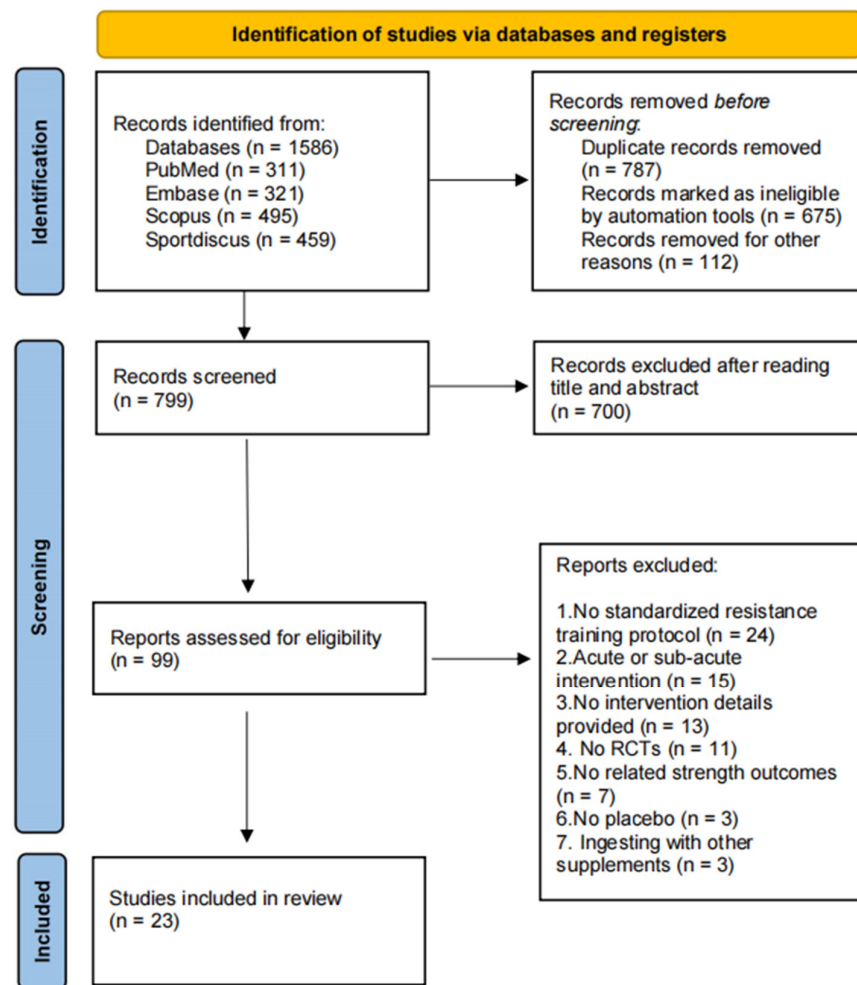 Identification of studies via databases and registers
Identification
Records identified from:
Databases (n = 1586)
PubMed (n = 311)
Embase (n = 321)
Scopus (n = 495)
Sportdiscus (n = 459)
Records removed before
screening:
Duplicate records removed
(n = 787)
Records marked as ineligible
by automation tools (n = 675)
Records removed for other
reasons (n = 112)
Screening
Records screened
(n = 799)
Records excluded after reading
title and abstract
(n = 700)
Reports assessed for eligibility
(n = 99)
Reports excluded:
1.No standardized resistance
training protocol (n = 24)
2.Acute or sub-acute
intervention (n = 15)
3.No intervention details
provided (n = 13)
4. No RCTs (n = 11)
5.No related strength outcomes
(n = 7)
6.No placebo (n = 3)
7. Ingesting with other
supplements (n = 3)
Included
Studies included in review
(n = 23)